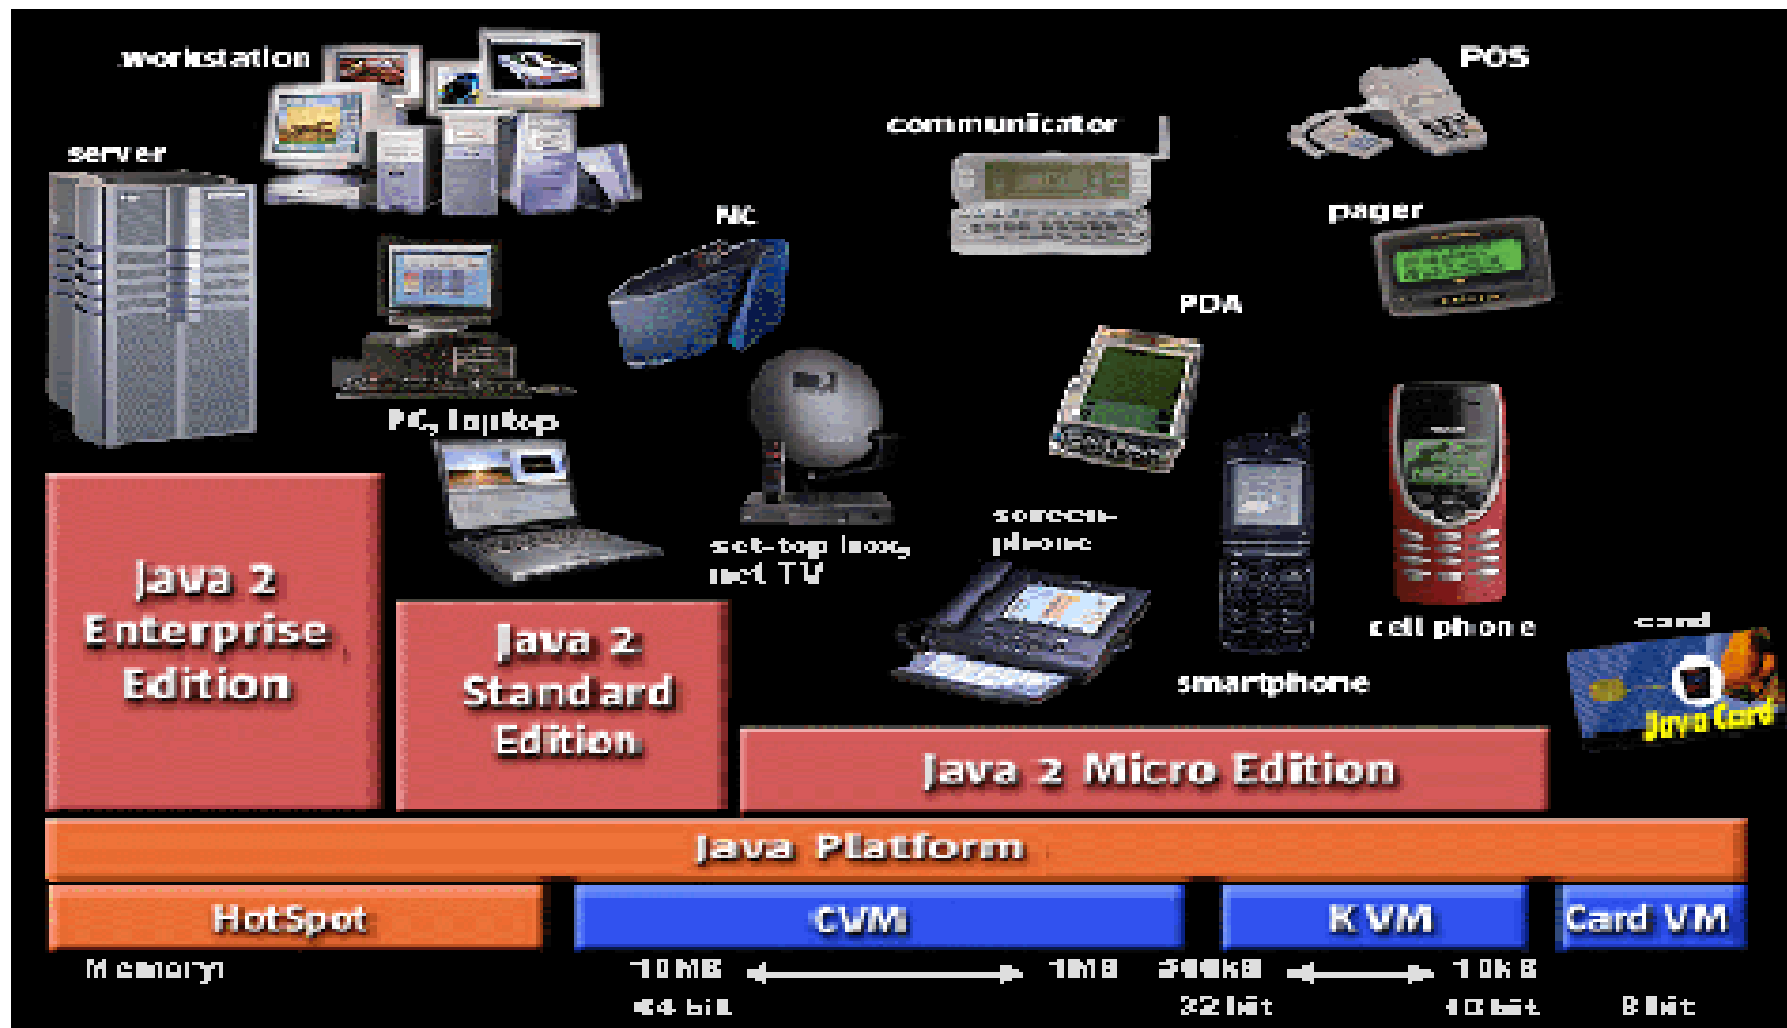 workstation
POS
communicator
server
NC
pager
PDA
PC, laptop
screen-
phone
set-top box,
net TV
cell phone
card
smartphone
Java Card
Java 2
Enterprise
Edition
Java 2
Standard
Edition
Java 2 Micro Edition
Java Platform
HotSpot
CVM
KVM
Card VM
Memory:
10MB
1MB
10kB
32 bit
8 bit